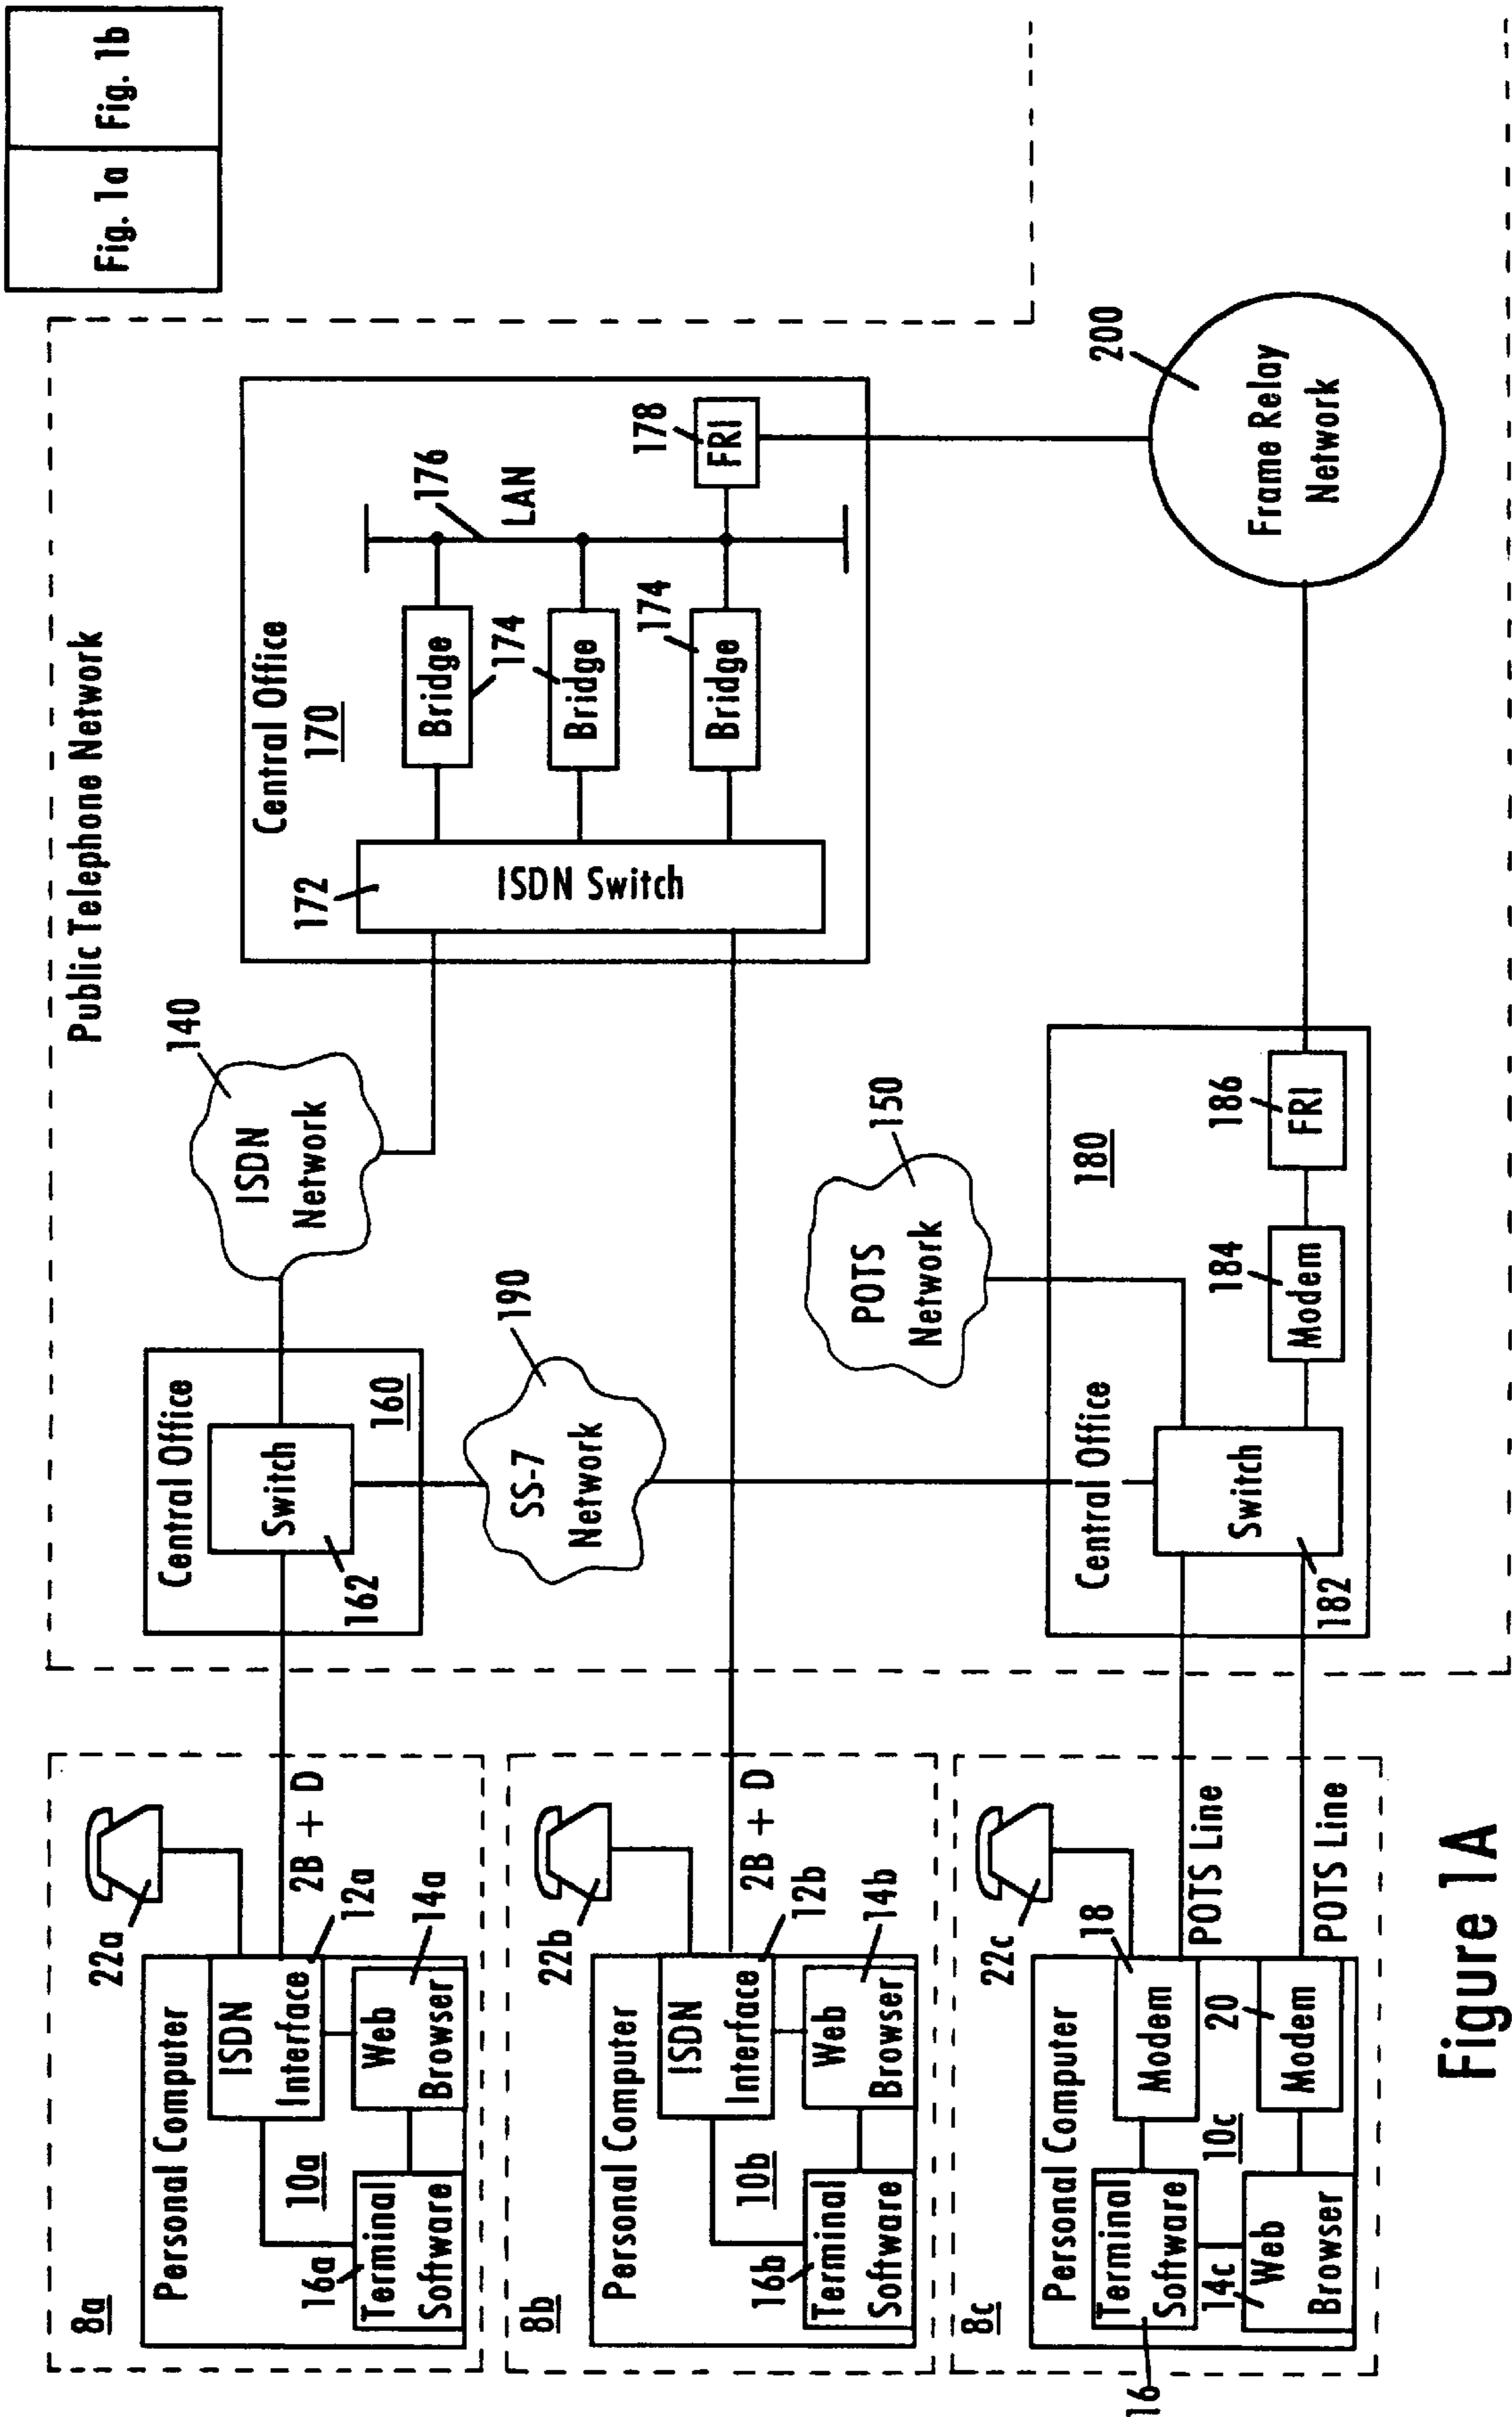 Fig. 1a
Fig. 1b
Public Telephone Network
8a
Personal Computer
22a
10a
ISDN
Interface
12a
2B + D
16a
Terminal
Software
Web
Browser
14a
Central Office
Switch
162
160
ISDN
Network
140
SS-7
Network
190
Central Office
170
172
ISDN Switch
Bridge
174
Bridge
174
Bridge
176
LAN
178
FRI
8b
Personal Computer
22b
10b
ISDN
Interface
12b
2B + D
16b
Terminal
Software
Web
Browser
14b
POTS
Network
150
8c
Personal Computer
22c
18
Modem
POTS Line
Terminal
Software
16
10c
20
Modem
POTS Line
14c
Web
Browser
Central Office
180
Switch
182
184
Modem
186
FRI
200
Frame Relay
Network
Figure 1A